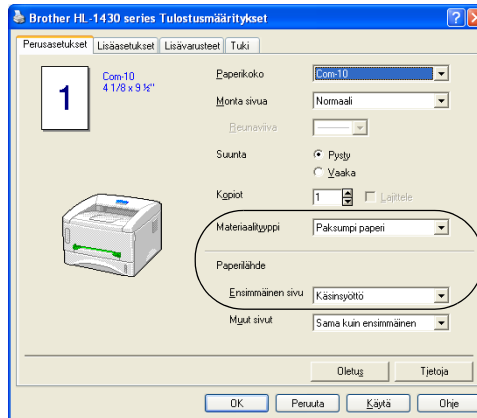 Brother HL-1430 series Tulostusmääritykset
Perusasetukset Lisäasetukset Lisävarusteet Tuki
1
Com-10
4 1/8 x 9 ½"
Paperikoko Com-10
Monta sivua Normaali
Reunaviiva
Suunta Pysty
Vaaka
Kopiot 1 Lajittele
Materiaalityyppi Paksumpi paperi
Paperilähde
Ensimmäinen sivu Käsinsyöttö
Muut sivut Sama kuin ensimmäinen
Oletus Tietoja
OK Peruuta Käytä Ohje